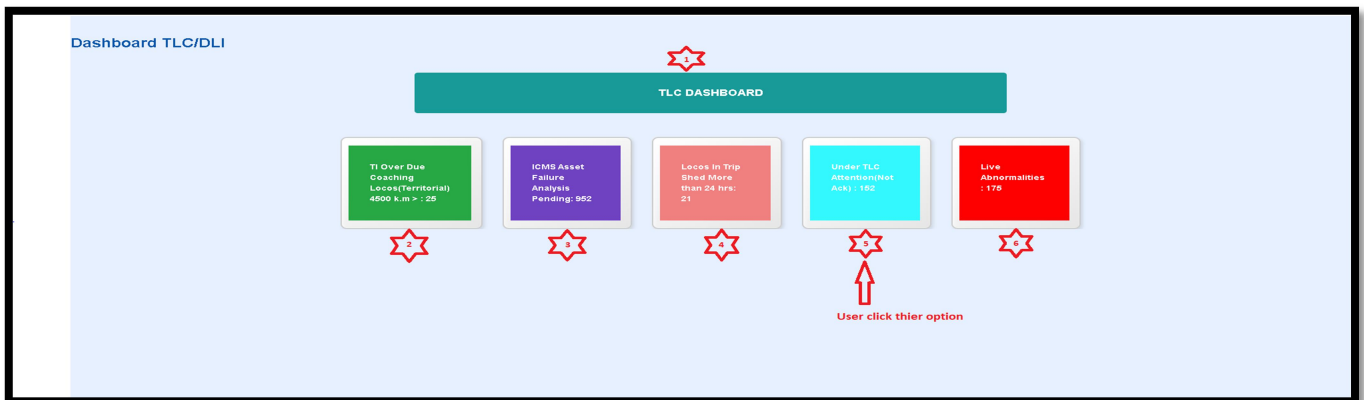 Dashboard TLC/DLI
1
TLC DASHBOARD
TI Over Due
Coaching
Locos(Territorial)
4500 k.m > : 25
ICMS Asset
Failure
Analysis
Pending: 952
Locos In Trip
Shed More
than 24 hrs:
21
Under TLC
Attention(Not
Ack) : 152
Live
Abnormalities
: 175
2
3
4
5
6
User click thier option